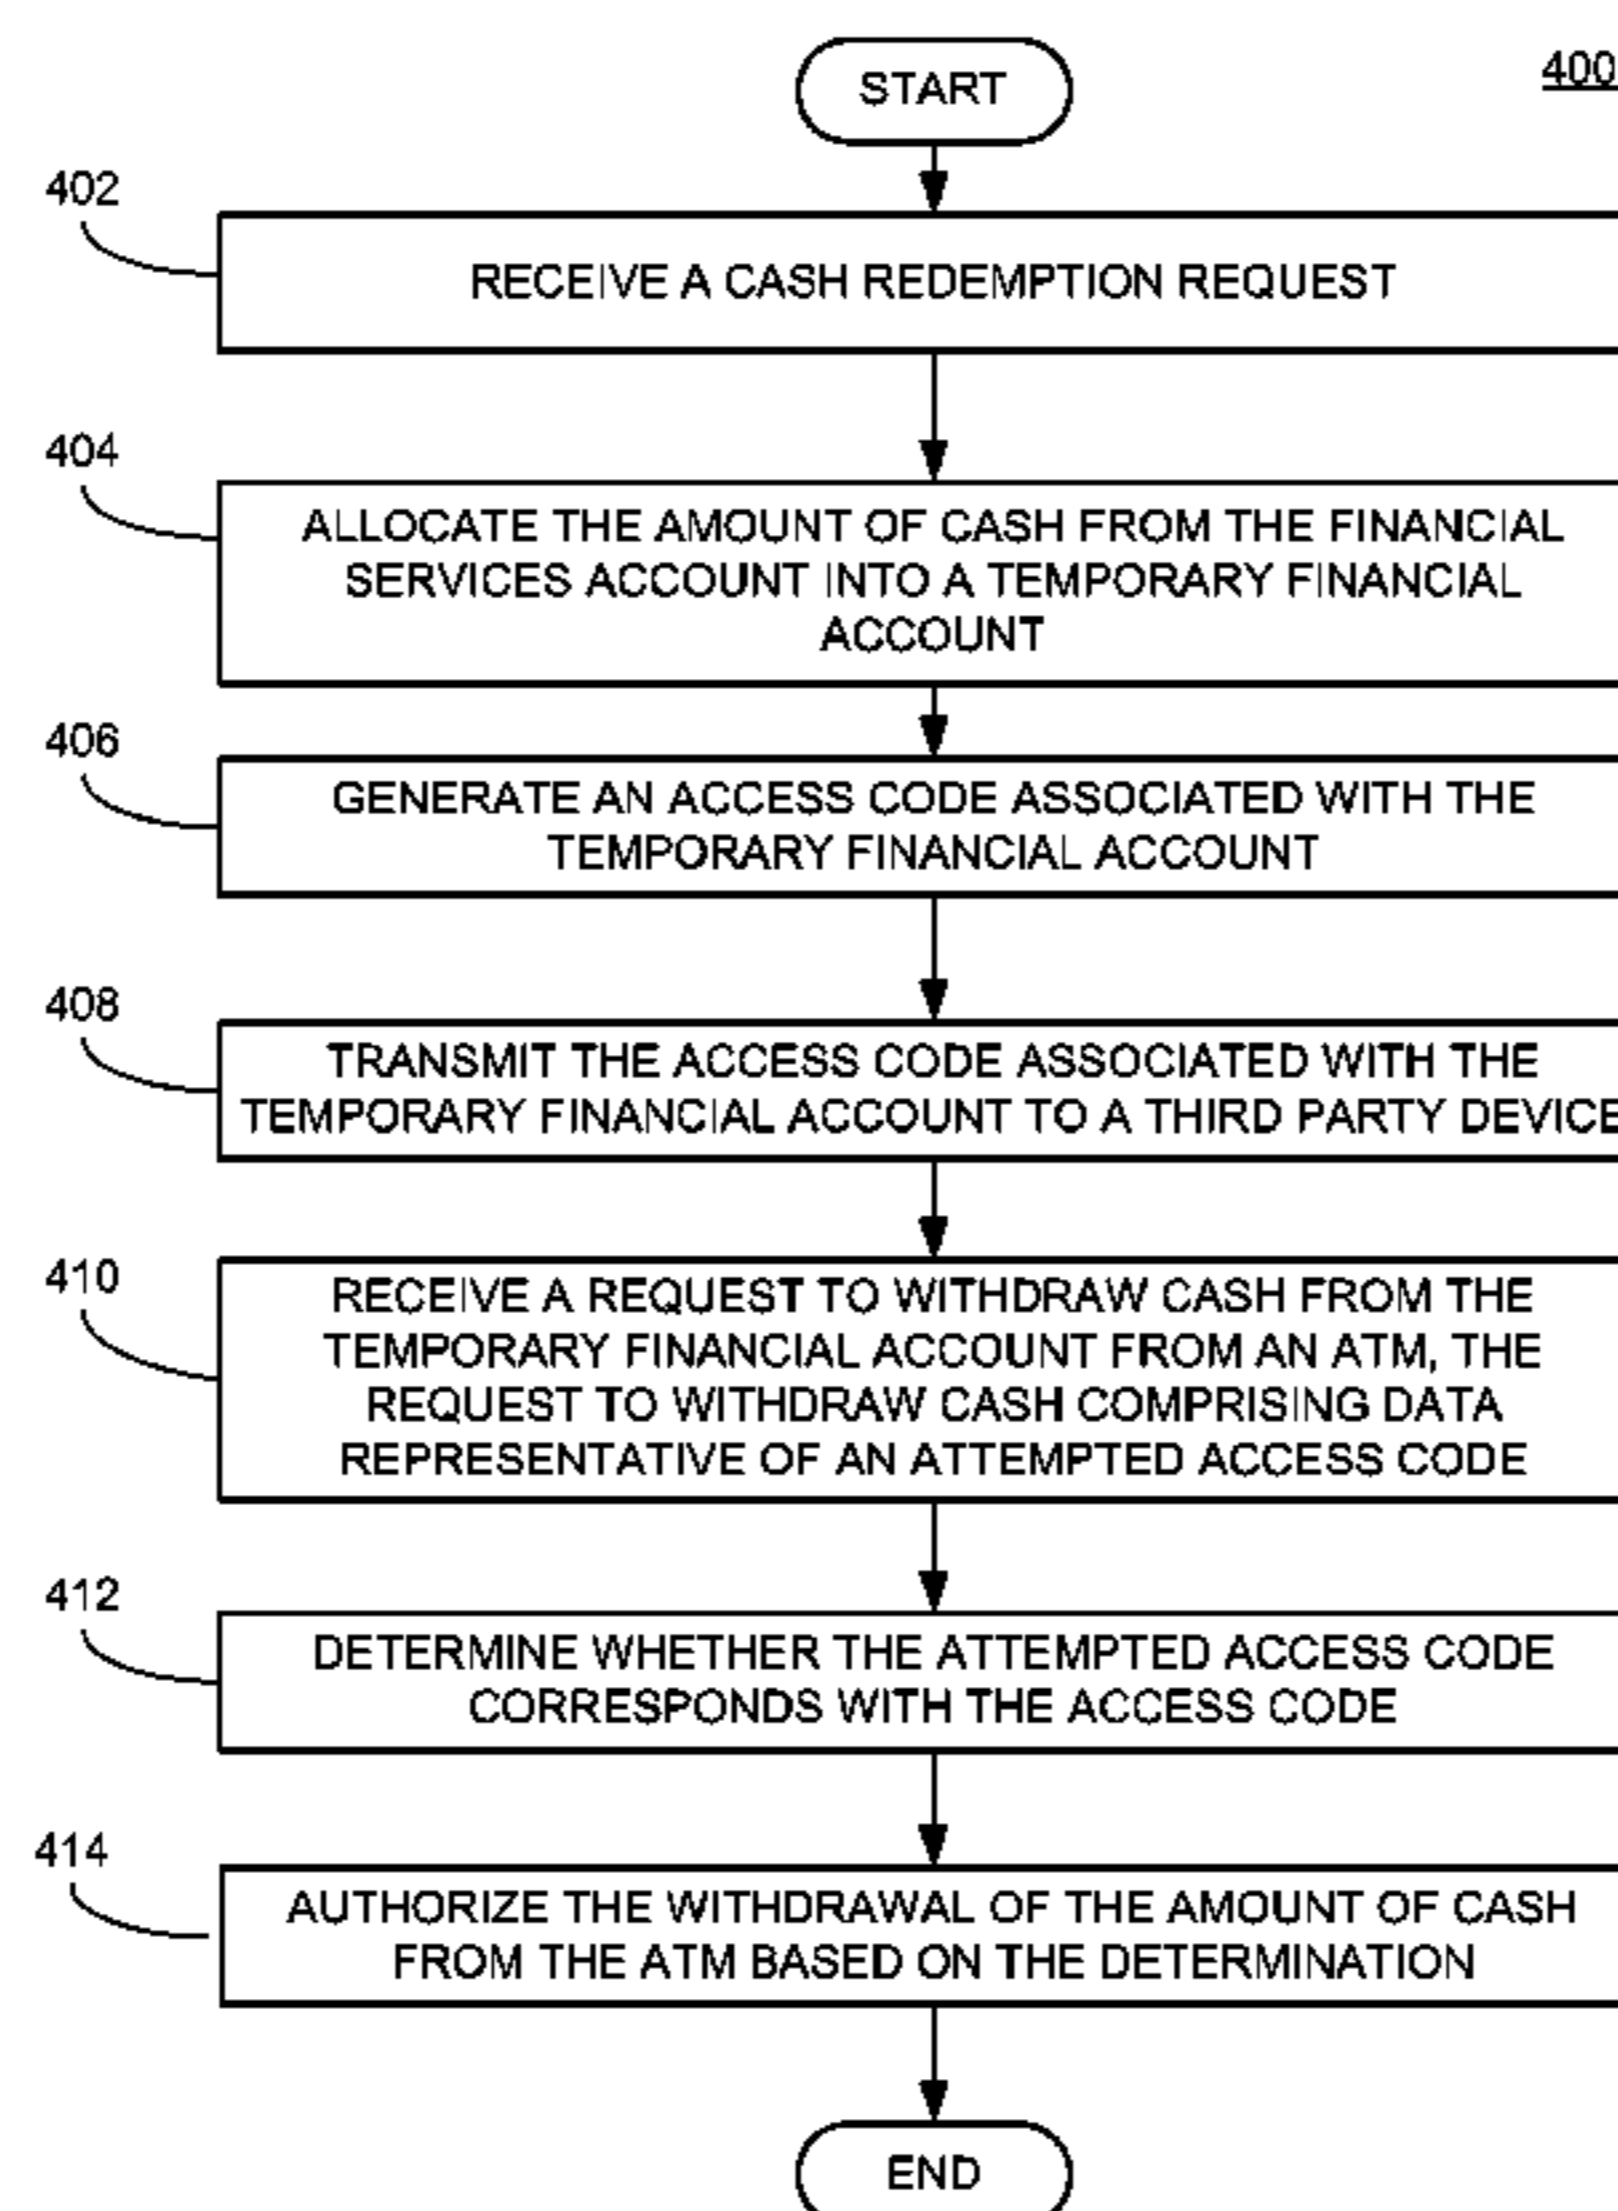 START
400
402
RECEIVE A CASH REDEMPTION REQUEST
404
ALLOCATE THE AMOUNT OF CASH FROM THE FINANCIAL
SERVICES ACCOUNT INTO A TEMPORARY FINANCIAL
ACCOUNT
406
GENERATE AN ACCESS CODE ASSOCIATED WITH THE
TEMPORARY FINANCIAL ACCOUNT
408
TRANSMIT THE ACCESS CODE ASSOCIATED WITH THE
TEMPORARY FINANCIAL ACCOUNT TO A THIRD PARTY DEVICE
410
RECEIVE A REQUEST TO WITHDRAW CASH FROM THE
TEMPORARY FINANCIAL ACCOUNT FROM AN ATM, THE
REQUEST TO WITHDRAW CASH COMPRISING DATA
REPRESENTATIVE OF AN ATTEMPTED ACCESS CODE
412
DETERMINE WHETHER THE ATTEMPTED ACCESS CODE
CORRESPONDS WITH THE ACCESS CODE
414
AUTHORIZE THE WITHDRAWAL OF THE AMOUNT OF CASH
FROM THE ATM BASED ON THE DETERMINATION
END